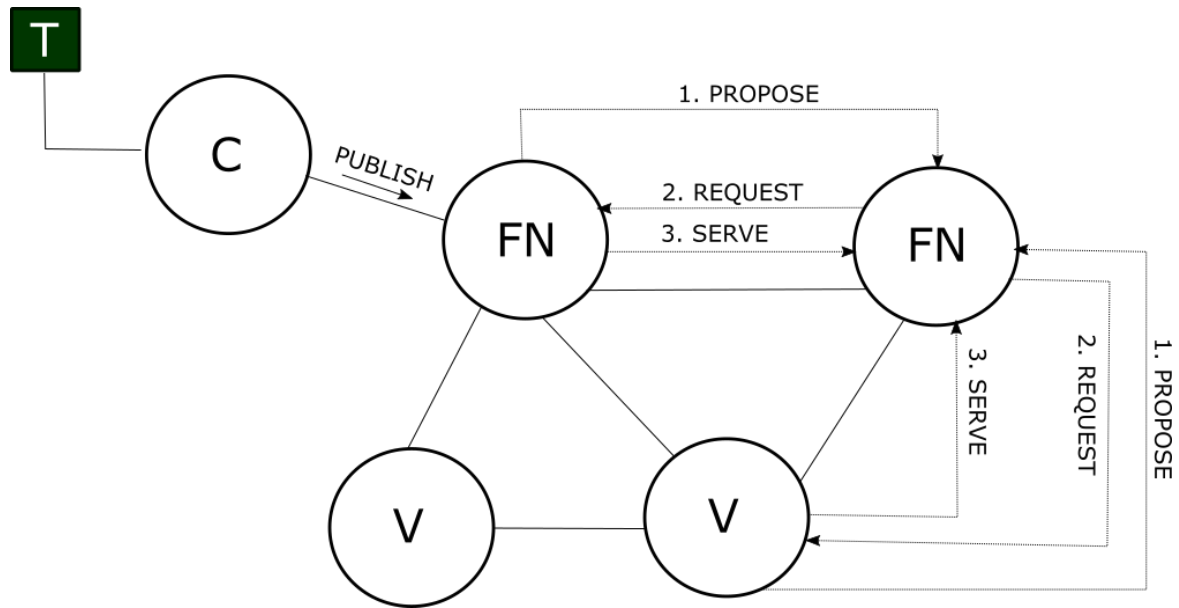 T
C
PUBLISH
1. PROPOSE
FN
2. REQUEST
3. SERVE
FN
3. SERVE
2. REQUEST
1. PROPOSE
V
V